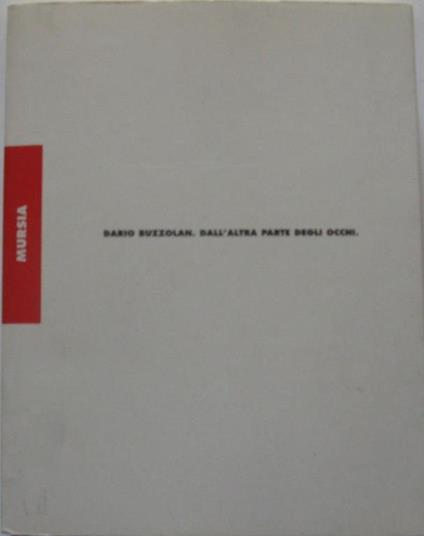 MURSIA
DARIO BUZZOLAN. DALL'ALTRA PARTE DEGLI OCCHI.